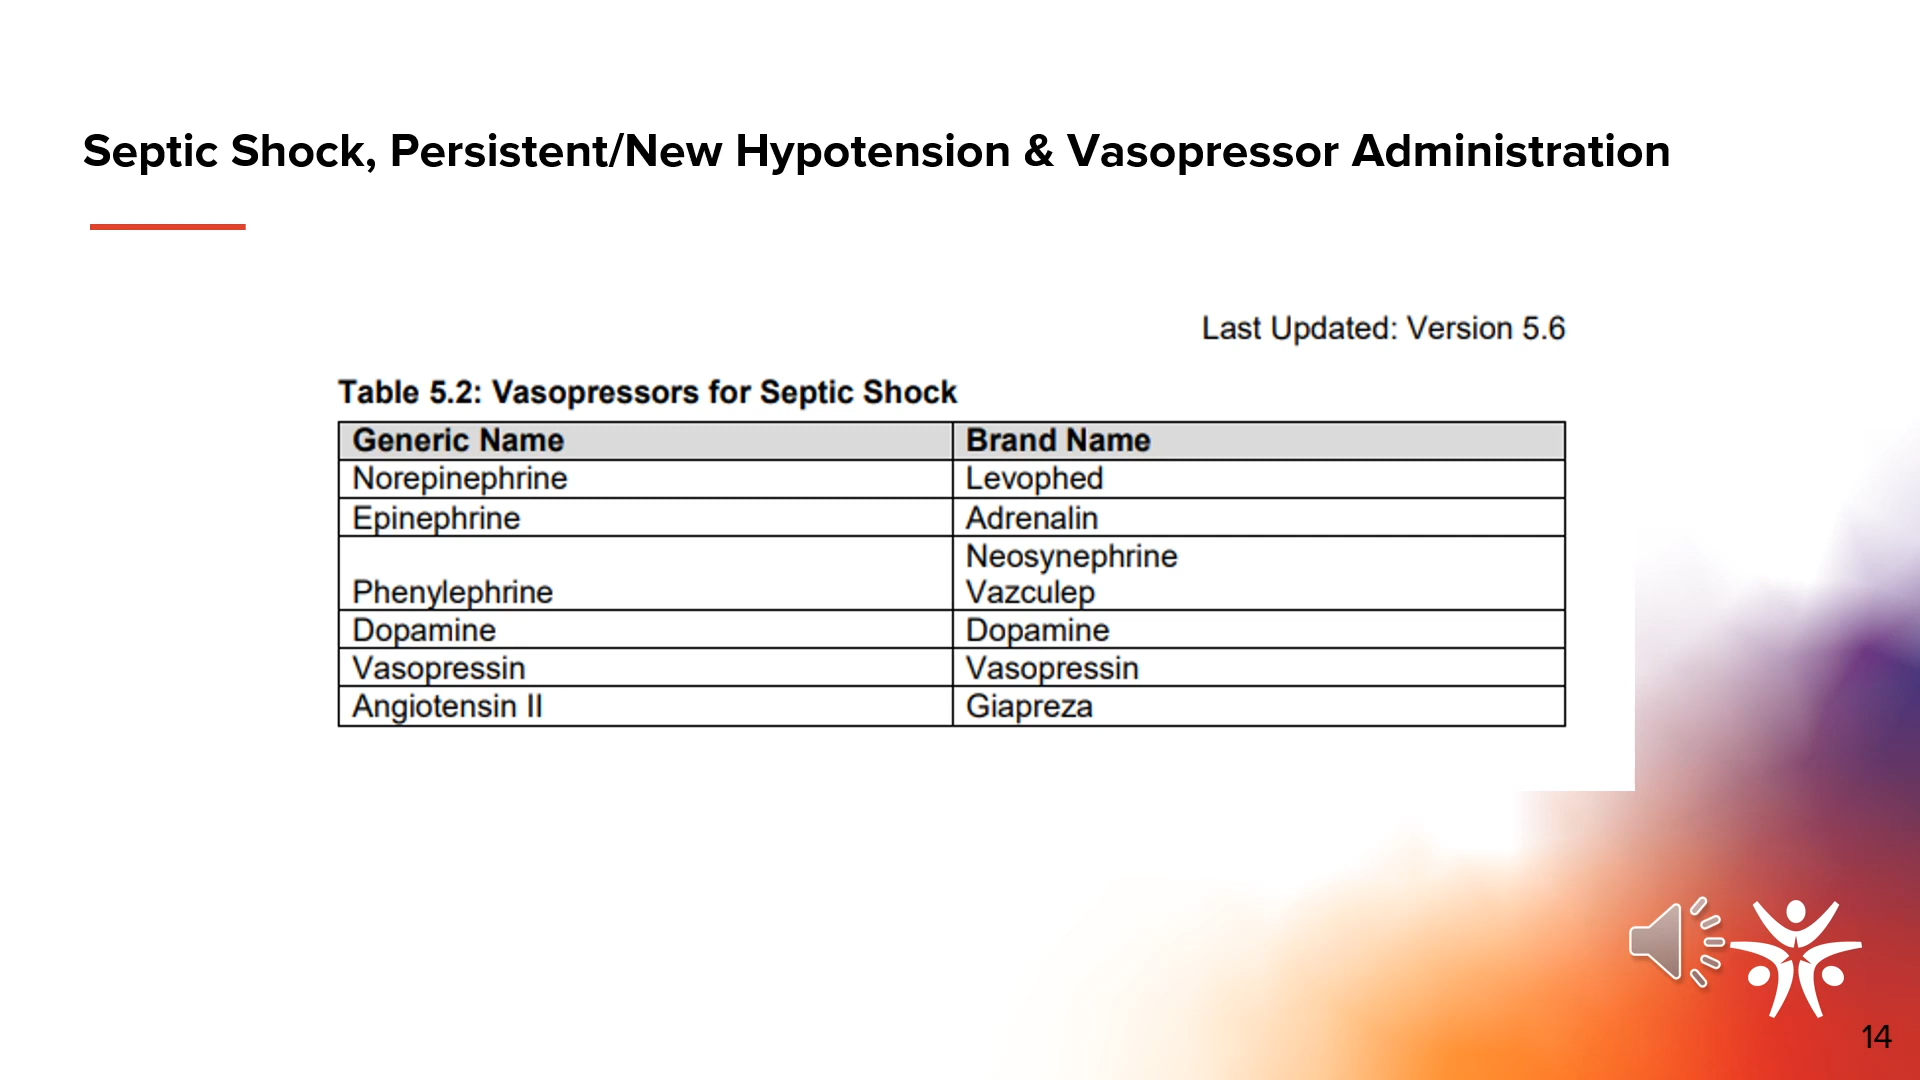 Septic Shock, Persistent/New Hypotension & Vasopressor Administration
Last Updated: Version 5.6
Table 5.2: Vasopressors for Septic Shock
Generic Name Brand Name
Norepinephrine Levophed
Epinephrine Adrenalin
Neosynephrine
Phenylephrine Vazculep
Dopamine Dopamine
Vasopressin Vasopressin
Angiotensin II Giapreza
14